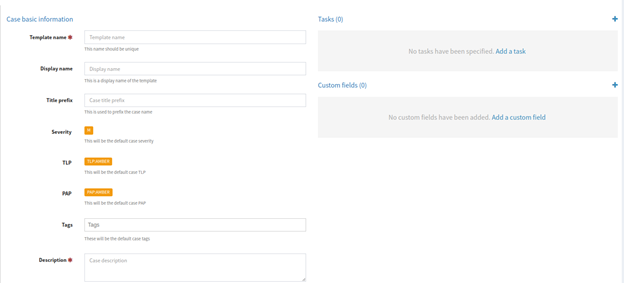 Case basic information
Template name *
Template name
This name should be unique
Display name
Display name
This is a display name of the template
Title prefix
Case title prefix
This is used to prefix the case name
Severity
M
This will be the default case severity
TLP
TLP:AMBER
This will be the default case TLP
PAP
PAP:AMBER
This will be the default case PAP
Tags
Tags
These will be the default case tags
Description *
Case description
Tasks (0)
+
No tasks have been specified. Add a task
Custom fields (0)
+
No custom fields have been added. Add a custom field